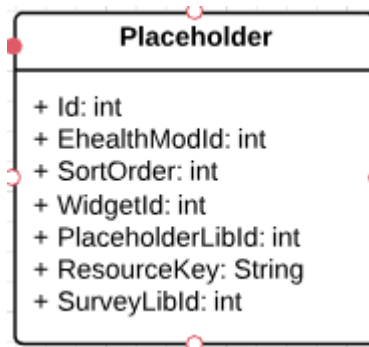 Placeholder
+ Id: int
+ EhealthModId: int
+ SortOrder: int
+ WidgetId: int
+ PlaceholderLibId: int
+ ResourceKey: String
+ SurveyLibId: int